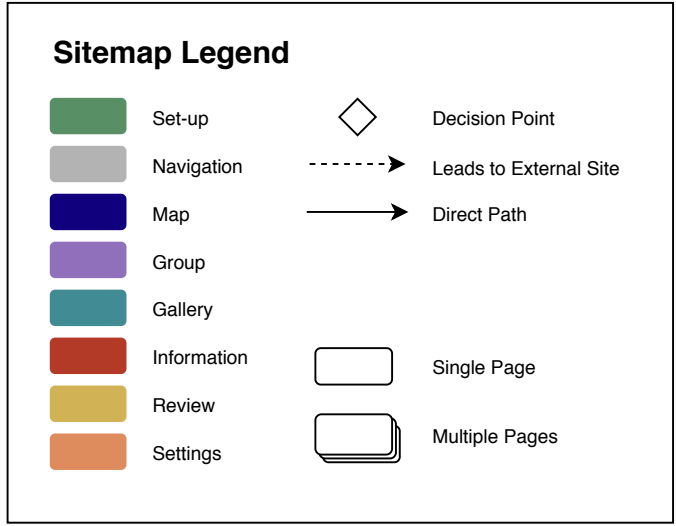 Sitemap Legend
Set-up
Navigation
Map
Group
Gallery
Information
Review
Settings
Decision Point
Leads to External Site
Direct Path
Single Page
Multiple Pages